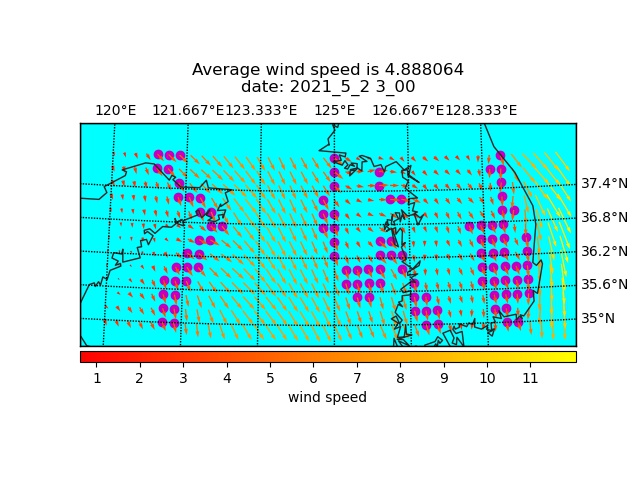 Average wind speed is 4.888064
date: 2021_5_2 3_00
120°E 121.667°E 123.333°E 125°E 126.667°E 128.333°E
37.4°N
36.8°N
36.2°N
35.6°N
35°N
1 2 3 4 5 6 7 8 9 10 11
wind speed